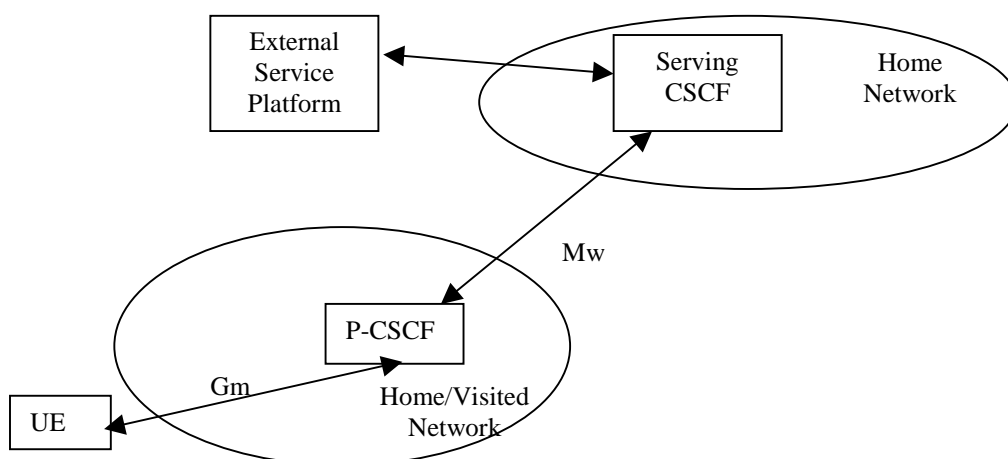 External
Service
Platform
Serving
CSCF
Home
Network
Mw
P-CSCF
Gm
Home/Visited
Network
UE